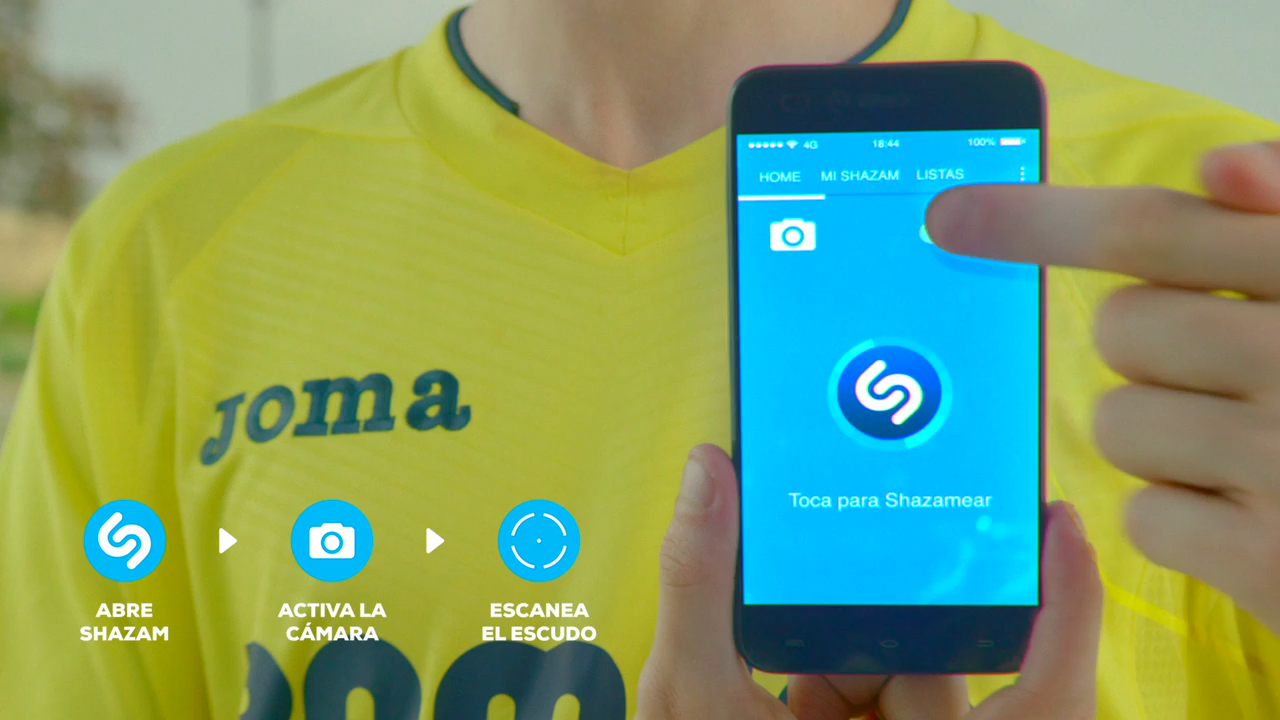 4G 18:44 100%
HOME MI SHAZAM LISTAS
Joma
Toca para Shazamear
ABRE
SHAZAM
ACTIVA LA
CÁMARA
ESCANEA
EL ESCUDO